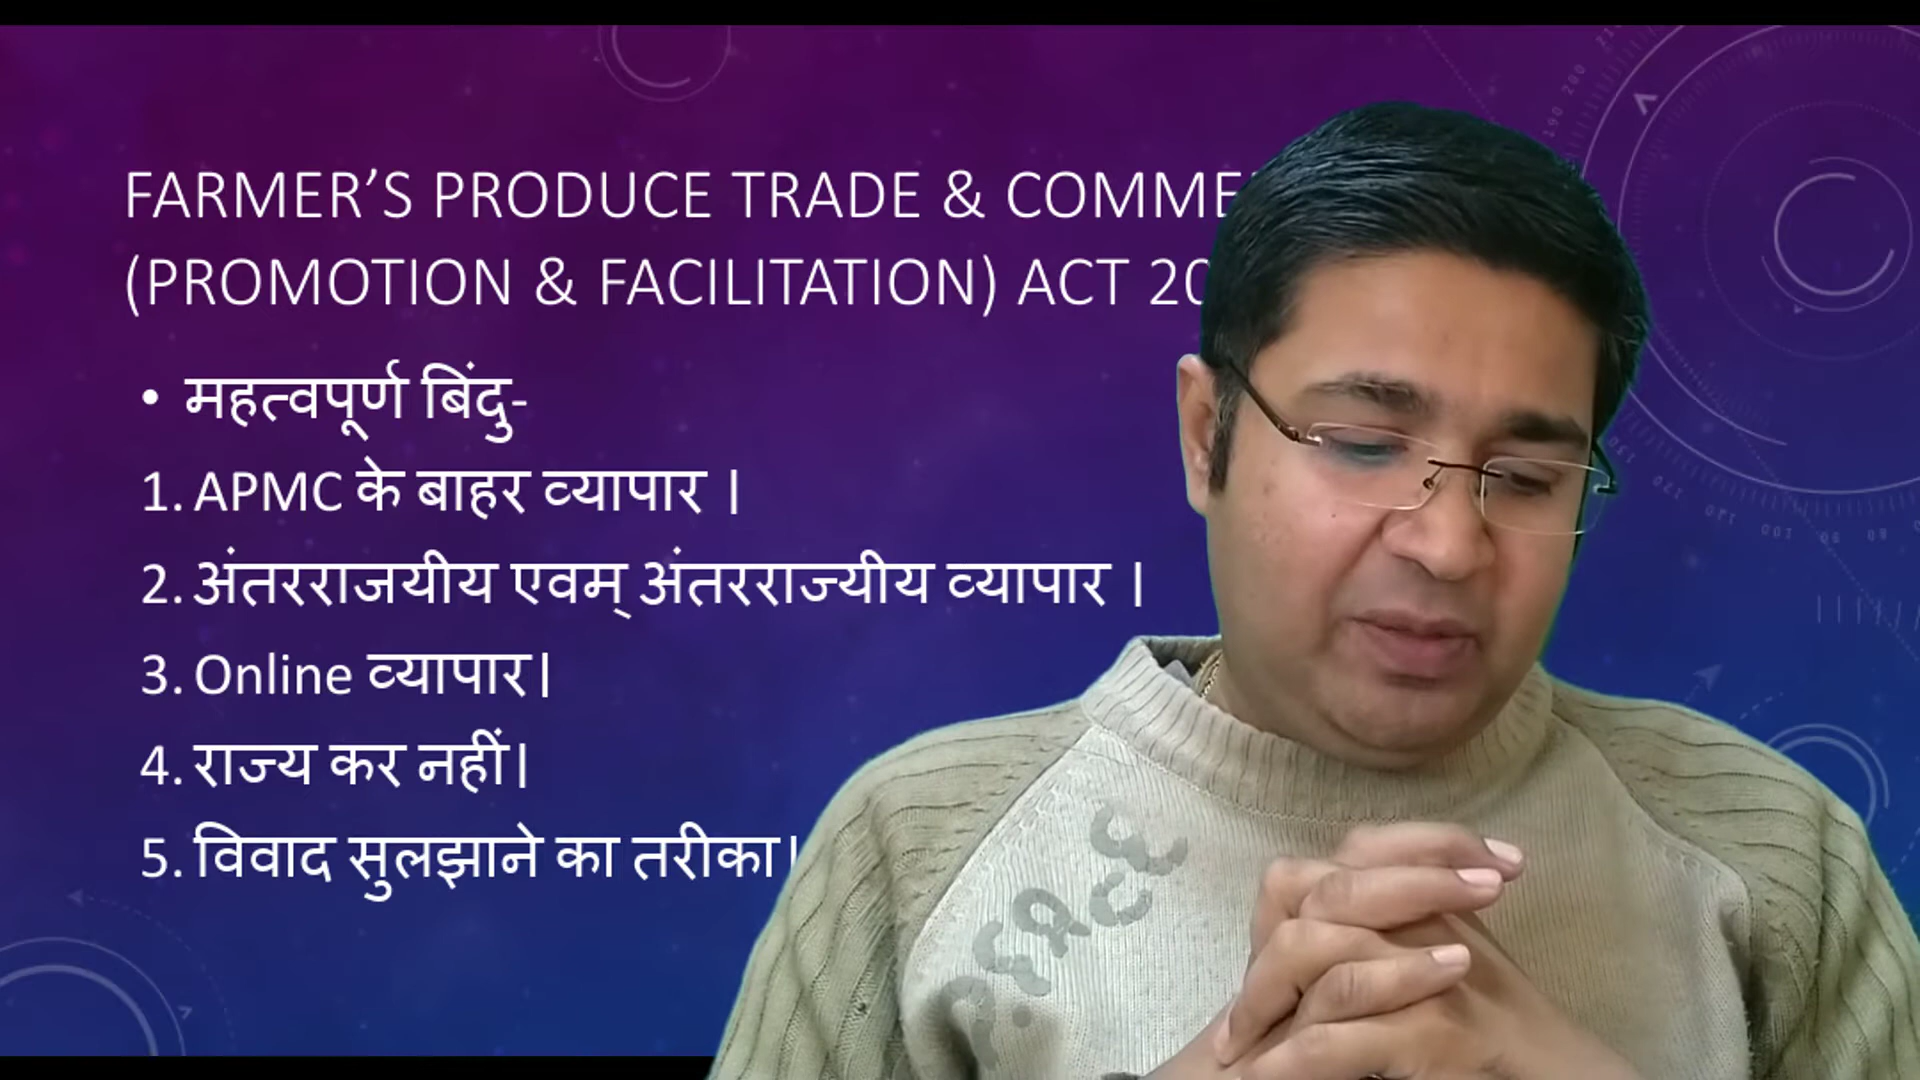 FARMER’S PRODUCE TRADE & COMME
(PROMOTION & FACILITATION) ACT 20
• महत्वपूर्ण बिंदु-
1. APMC के बाहर व्यापार ।
2. अंतरराजयीय एवम् अंतरराज्यीय व्यापार ।
3. Online व्यापार।
4. राज्य कर नहीं।
5. विवाद सुलझाने का तरीका।